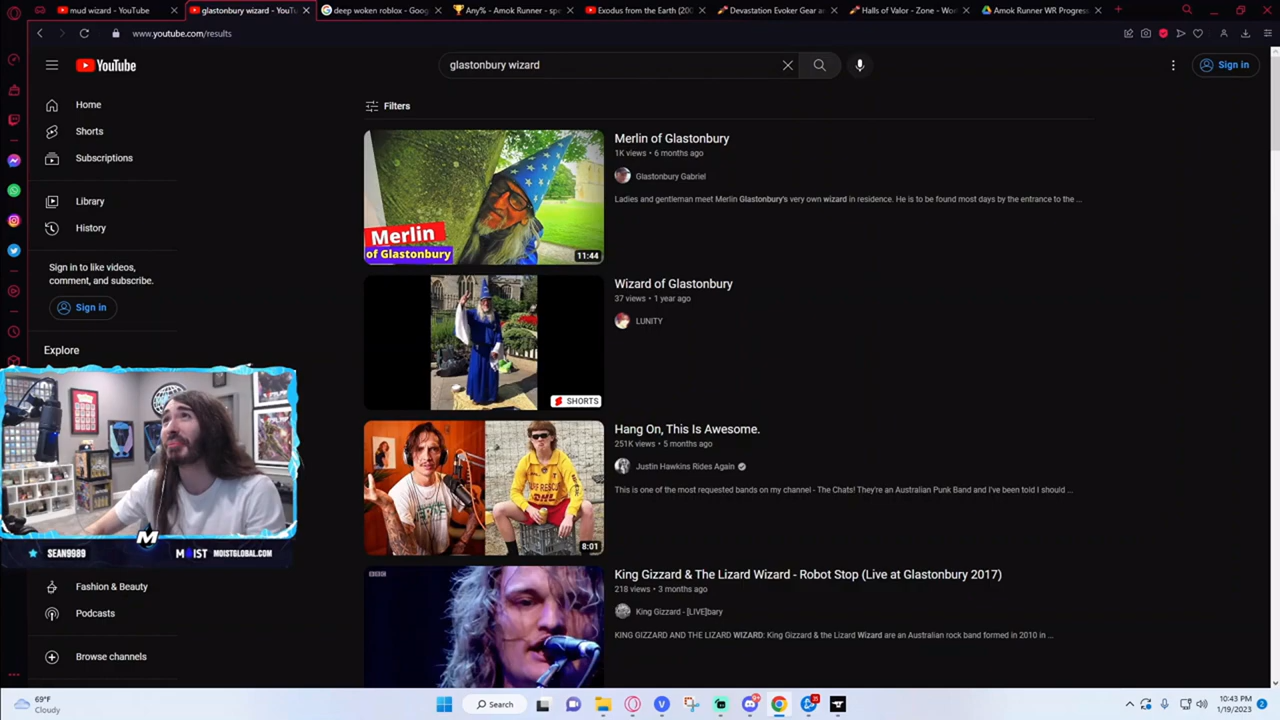 mud wizard - YouTube
glastonbury wizard - YouTu
deep woken roblox - Goog
Any% - Amok Runner - spe
Exodus from the Earth (200
Devastation Evoker Gear an
Halls of Valor - Zone - Wo
Amok Runner WR Progress
www.youtube.com/results
YouTube
glastonbury wizard
Sign in
Home
Shorts
Subscriptions
Library
History
Sign in to like videos,
comment, and subscribe.
Sign in
Explore
Fashion & Beauty
Podcasts
Browse channels
Filters
Merlin
of Glastonbury
11:44
Merlin of Glastonbury
1K views • 6 months ago
Glastonbury Gabriel
Ladies and gentleman meet Merlin Glastonbury's very own wizard in residence. He is to be found most days by the entrance to the ...
SHORTS
Wizard of Glastonbury
37 views • 1 year ago
LUNITY
8:01
Hang On, This Is Awesome.
251K views • 5 months ago
Justin Hawkins Rides Again
This is one of the most requested bands on my channel - The Chats! They're an Australian Punk Band and I've been told I should ...
BBC
King Gizzard & The Lizard Wizard - Robot Stop (Live at Glastonbury 2017)
218 views • 3 months ago
King Gizzard - [LIVE]bary
KING GIZZARD AND THE LIZARD WIZARD: King Gizzard & the Lizard Wizard are an Australian rock band formed in 2010 in ...
SEAN9989
M
MOIST
MOISTGLOBAL.COM
69°F
Cloudy
Search
10:43 PM
1/19/2023